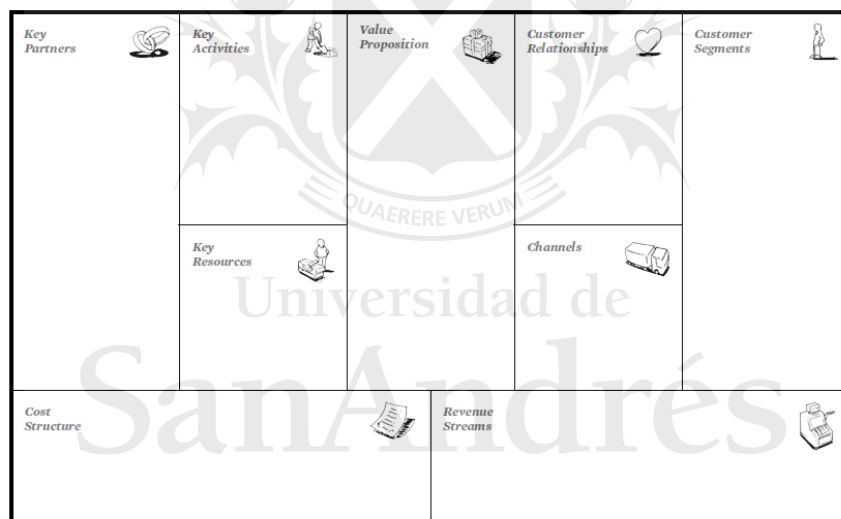 Key
Partners
Key
Activities
Value
Proposition
Customer
Relationships
Customer
Segments
QUAERERE VERUM
Key
Resources
Channels
Universidad de
SanAndrés
Cost
Structure
Revenue
Streams